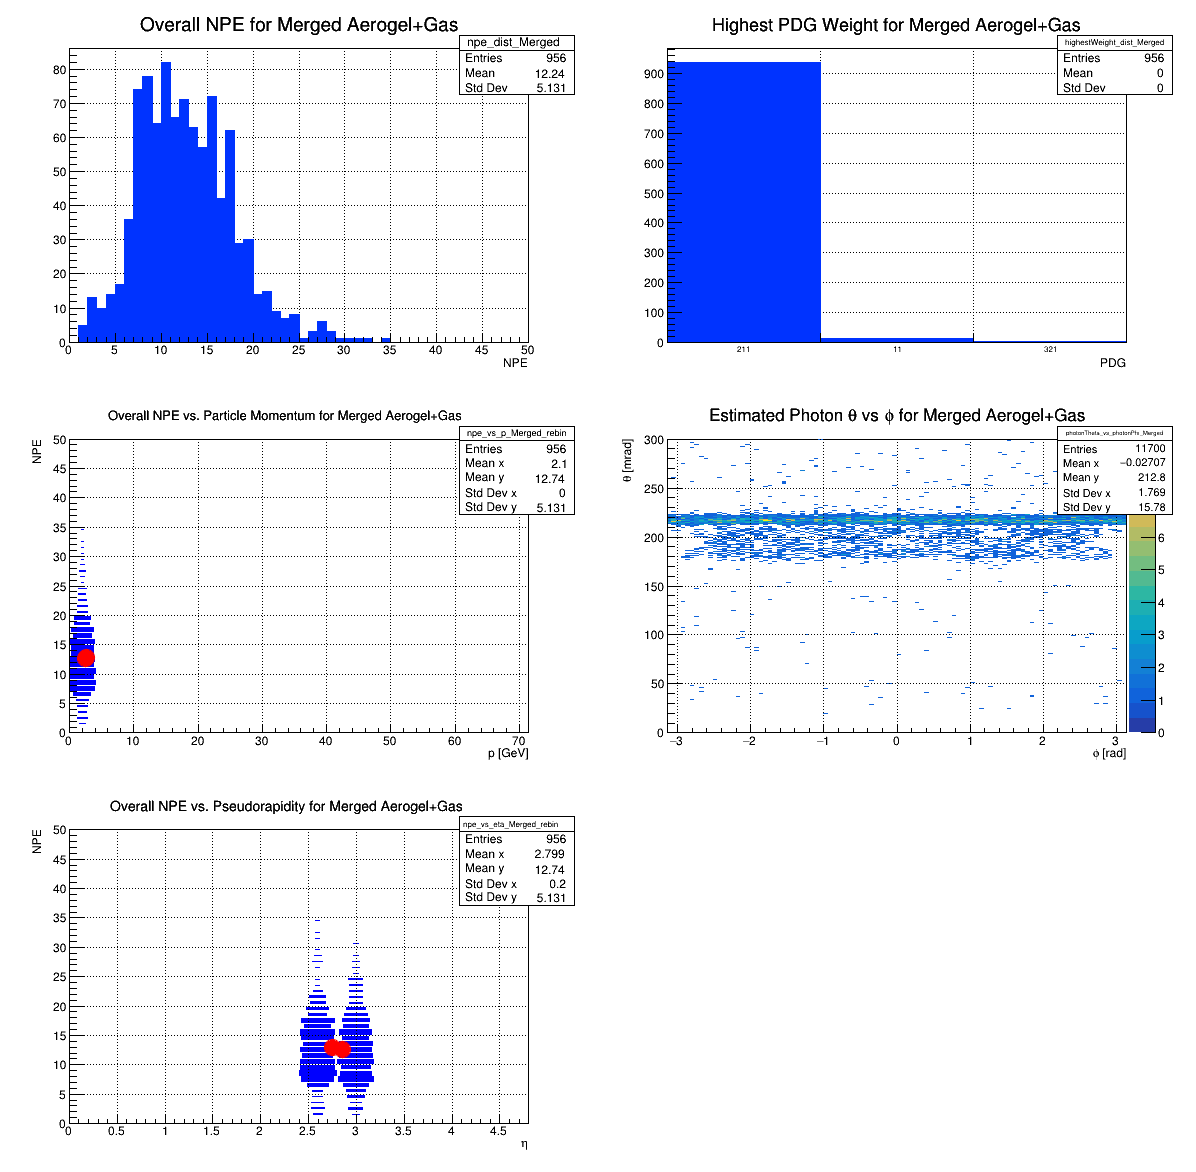 Overall NPE for Merged Aerogel+Gas
npe_dist_Merged
Entries 956
Mean 12.24
Std Dev 5.131
80
70
60
50
40
30
20
10
0
0 5 10 15 20 25 30 35 40 45 50
NPE
Highest PDG Weight for Merged Aerogel+Gas
highestWeight_dist_Merged
Entries 956
Mean 0
Std Dev 0
900
800
700
600
500
400
300
200
100
0
211 11 321
PDG
Overall NPE vs. Particle Momentum for Merged Aerogel+Gas
npe_vs_p_Merged_rebin
Entries 956
Mean x 2.1
Mean y 12.74
Std Dev x 0
Std Dev y 5.131
NPE
50
45
40
35
30
25
20
15
10
5
0
0 10 20 30 40 50 60 70
p [GeV]
Estimated Photon θ vs ϕ for Merged Aerogel+Gas
photonTheta_vs_photonPhi_Merged
Entries 11700
Mean x −0.02707
Mean y 212.8
Std Dev x 1.769
Std Dev y 15.78
θ [mrad]
300
250
200
150
100
50
0
−3 −2 −1 0 1 2 3
ϕ [rad]
6
5
4
3
2
1
0
Overall NPE vs. Pseudorapidity for Merged Aerogel+Gas
npe_vs_eta_Merged_rebin
Entries 956
Mean x 2.799
Mean y 12.74
Std Dev x 0.2
Std Dev y 5.131
NPE
50
45
40
35
30
25
20
15
10
5
0
0 0.5 1 1.5 2 2.5 3 3.5 4 4.5
η